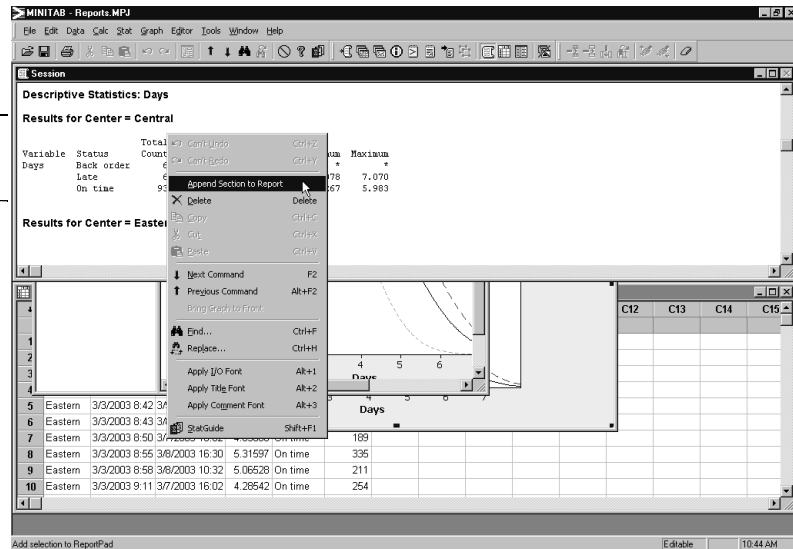 MINITAB - Reports.MPJ
File Edit Data Calc Stat Graph Editor Tools Window Help
Session
Descriptive Statistics: Days
Results for Center = Central
Total
Variable Status Count Maximum
Days Back order 6 * *
Late 6 7.070
On time 93 5.983
Results for Center = Easter
Can't Undo Ctrl+Z
Can't Redo Ctrl+Y
Append Section to Report
Delete Delete
Copy Ctrl+C
Cut Ctrl+X
Paste Ctrl+V
Next Command F2
Previous Command Alt+F2
Bring Graph to Front
Find... Ctrl+F
Replace... Ctrl+H
Apply I/O Font Alt+1
Apply Title Font Alt+2
Apply Comment Font Alt+3
StatGuide Shift+F1
C12 C13 C14 C15
4 5 6
Days
4 5 6 7
Days
1
2
3
4
5 Eastern 3/3/2003 8:42
6 Eastern 3/3/2003 8:43
7 Eastern 3/3/2003 8:50 189
8 Eastern 3/3/2003 8:55 3/8/2003 16:30 5.31597 On time 335
9 Eastern 3/3/2003 8:58 3/8/2003 10:32 5.06528 On time 211
10 Eastern 3/3/2003 9:11 3/7/2003 16:02 4.28542 On time 254
Add selection to ReportPad Editable 10:44 AM